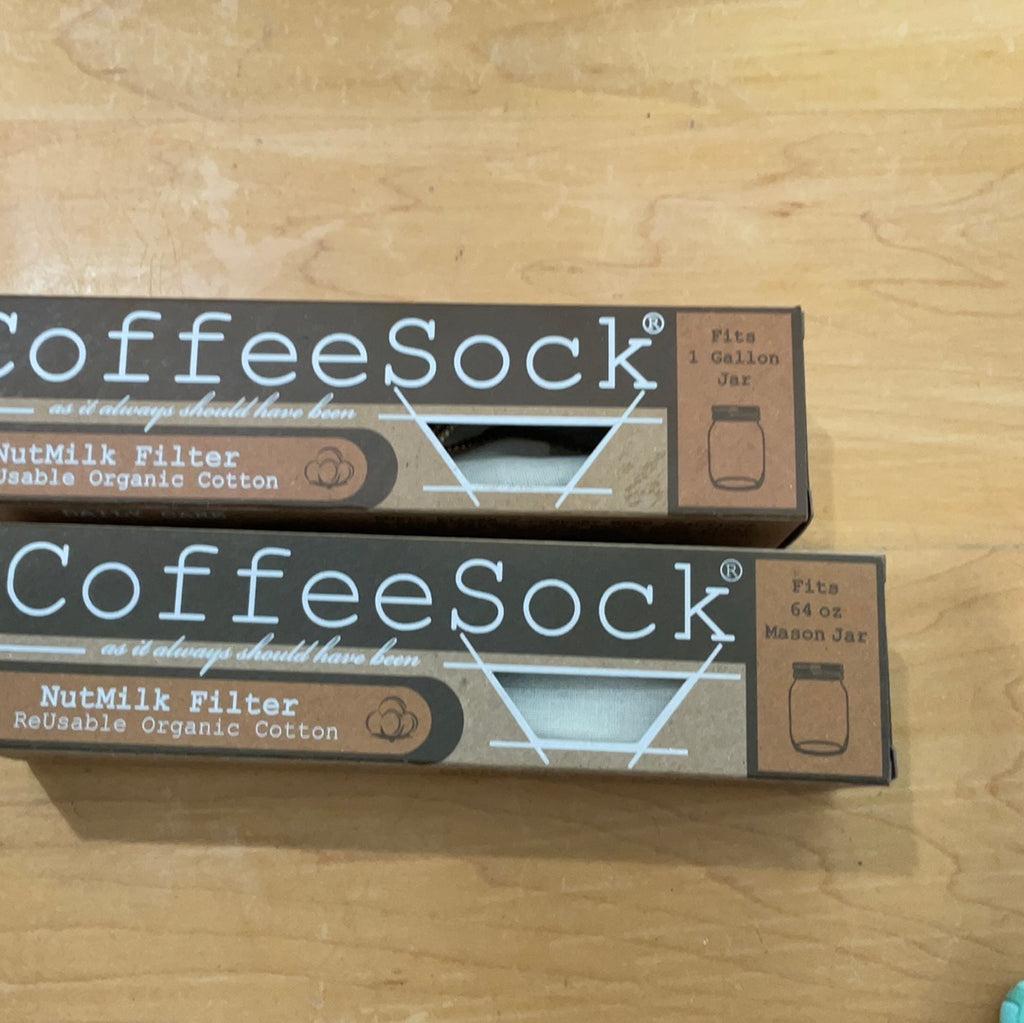 CoffeeSock®
as it always should have been
NutMilk Filter
Usable Organic Cotton
Fits
1 Gallon
Jar
CoffeeSock®
as it always should have been
NutMilk Filter
ReUsable Organic Cotton
Fits
64 oz
Mason Jar